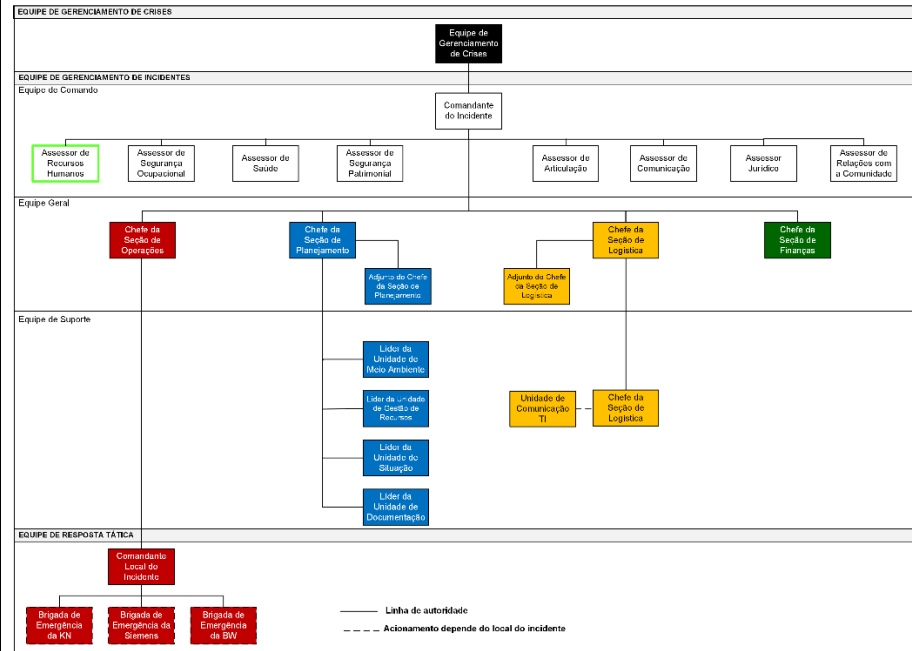 EQUIPE DE GERENCIAMENTO DE CRISES
Equipe de
Gerenciamento
de Crises
EQUIPE DE GERENCIAMENTO DE INCIDENTES
Equipe de Comando
Comandante
do Incidente
Assessor de
Recursos
Humanos
Assessor de
Segurança
Ocupacional
Assessor de
Saúde
Assessor de
Segurança
Patrimonial
Assessor de
Articulação
Assessor de
Comunicação
Assessor
Jurídico
Assessor de
Relações com
a Comunidade
Equipe Geral
Chefe da
Seção de
Operações
Chefe da
Seção de
Planejamento
Chefe da
Seção de
Logística
Chefe da
Seção de
Finanças
Adjunto do Chefe
da Seção de
Planejamento
Adjunto do Chefe
da Seção de
Logística
Equipe de Suporte
Líder da
Unidade de
Meio Ambiente
Líder da Unidade
de Gestão de
Recursos
Unidade de
Comunicação
TI
Chefe da
Seção de
Logística
Líder da
Unidade de
Situação
Líder da
Unidade de
Documentação
EQUIPE DE RESPOSTA TÁTICA
Comandante
Local do
Incidente
Brigada de
Emergência
da KN
Brigada de
Emergência da
Siemens
Brigada de
Emergência
da BW
Linha de autoridade
Acionamento depende do local do incidente